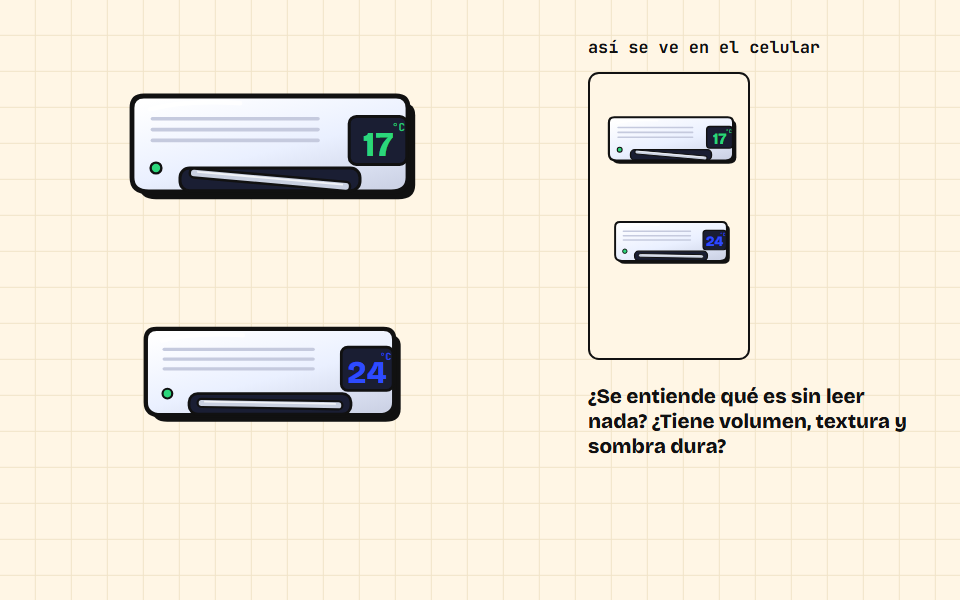 así se ve en el celular
17 °C
17 °C
24 °C
24
¿Se entiende qué es sin leer
nada? ¿Tiene volumen, textura y
sombra dura?